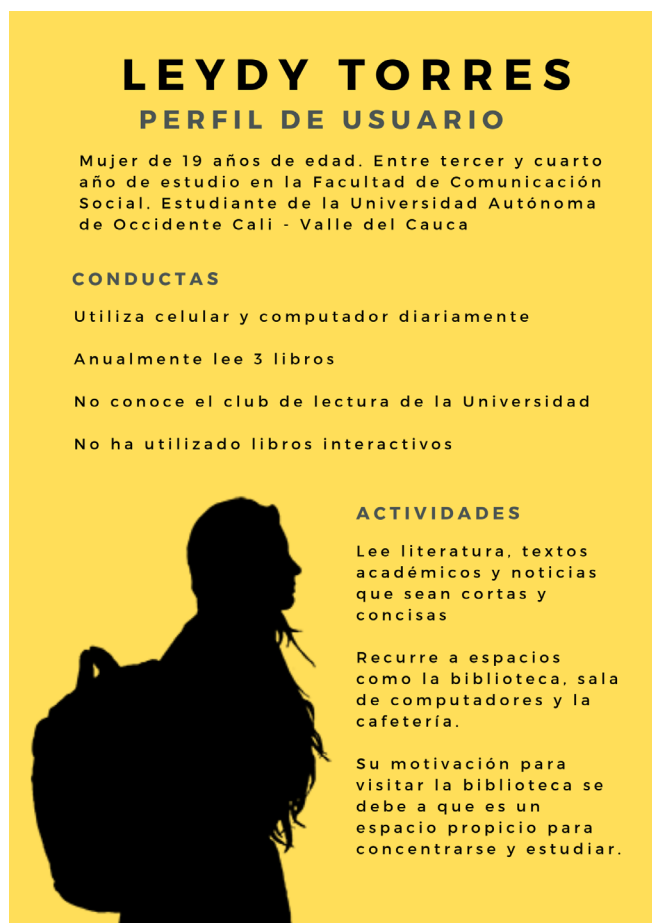 LEYDY TORRES
PERFIL DE USUARIO
Mujer de 19 años de edad. Entre tercer y cuarto
año de estudio en la Facultad de Comunicación
Social. Estudiante de la Universidad Autónoma
de Occidente Cali - Valle del Cauca
CONDUCTAS
Utiliza celular y computador diariamente
Anualmente lee 3 libros
No conoce el club de lectura de la Universidad
No ha utilizado libros interactivos
ACTIVIDADES
Lee literatura, textos
académicos y noticias
que sean cortas y
concisas
Recurre a espacios
como la biblioteca, sala
de computadores y la
cafetería.
Su motivación para
visitar la biblioteca se
debe a que es un
espacio propicio para
concentrarse y estudiar.